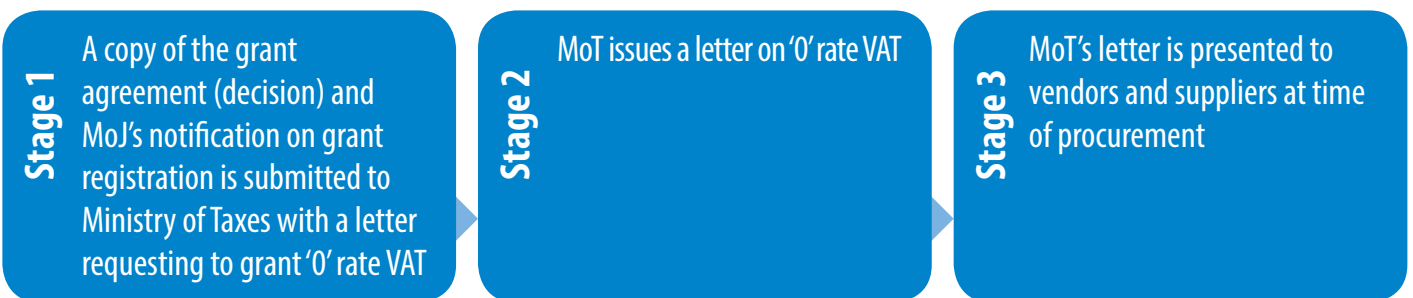 Stage 1
A copy of the grant
agreement (decision) and
MoJ's notification on grant
registration is submitted to
Ministry of Taxes with a letter
requesting to grant '0' rate VAT
Stage 2
MoT issues a letter on '0' rate VAT
Stage 3
MoT's letter is presented to
vendors and suppliers at time
of procurement